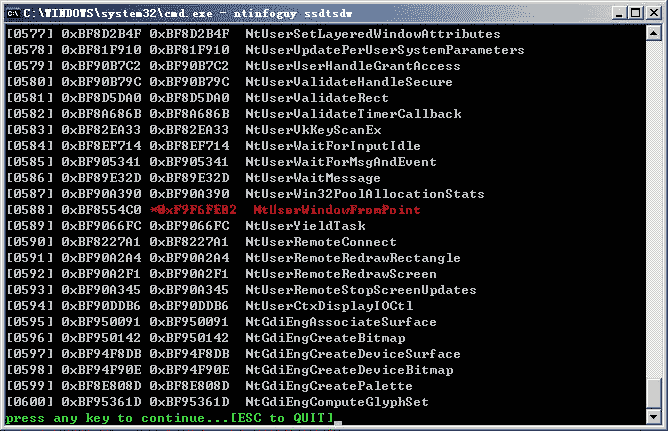 C:\WINDOWS\system32\cmd.exe - ntinfoguy ssdtsdw
[0577] 0xBF8D2B4F 0xBF8D2B4F NtUserSetLayeredWindowAttributes
[0578] 0xBF81F910 0xBF81F910 NtUserUpdatePerUserSystemParameters
[0579] 0xBF90B7C2 0xBF90B7C2 NtUserUserHandleGrantAccess
[0580] 0xBF90B79C 0xBF90B79C NtUserValidateHandleSecure
[0581] 0xBF8D5DA0 0xBF8D5DA0 NtUserValidateRect
[0582] 0xBF8A686B 0xBF8A686B NtUserValidateTimerCallback
[0583] 0xBF82EA33 0xBF82EA33 NtUserVkKeyScanEx
[0584] 0xBF8EF714 0xBF8EF714 NtUserWaitForInputIdle
[0585] 0xBF905341 0xBF905341 NtUserWaitForMsgAndEvent
[0586] 0xBF89E32D 0xBF89E32D NtUserWaitMessage
[0587] 0xBF90A390 0xBF90A390 NtUserWin32PoolAllocationStats
[0588] 0xBF8554C0 NtUserWindowFromPoint
[0589] 0xBF9066FC 0xBF9066FC NtUserYieldTask
[0590] 0xBF8227A1 0xBF8227A1 NtUserRemoteConnect
[0591] 0xBF90A2A4 0xBF90A2A4 NtUserRemoteRedrawRectangle
[0592] 0xBF90A2F1 0xBF90A2F1 NtUserRemoteRedrawScreen
[0593] 0xBF90A345 0xBF90A345 NtUserRemoteStopScreenUpdates
[0594] 0xBF90DDB6 0xBF90DDB6 NtUserCtxDisplayIOCtl
[0595] 0xBF950091 0xBF950091 NtGdiEngAssociateSurface
[0596] 0xBF950142 0xBF950142 NtGdiEngCreateBitmap
[0597] 0xBF94F8DB 0xBF94F8DB NtGdiEngCreateDeviceSurface
[0598] 0xBF94F90E 0xBF94F90E NtGdiEngCreateDeviceBitmap
[0599] 0xBF8E808D 0xBF8E808D NtGdiEngCreatePalette
[0600] 0xBF95361D 0xBF95361D NtGdiEngComputeGlyphSet
press any key to continue...[ESC to QUIT]